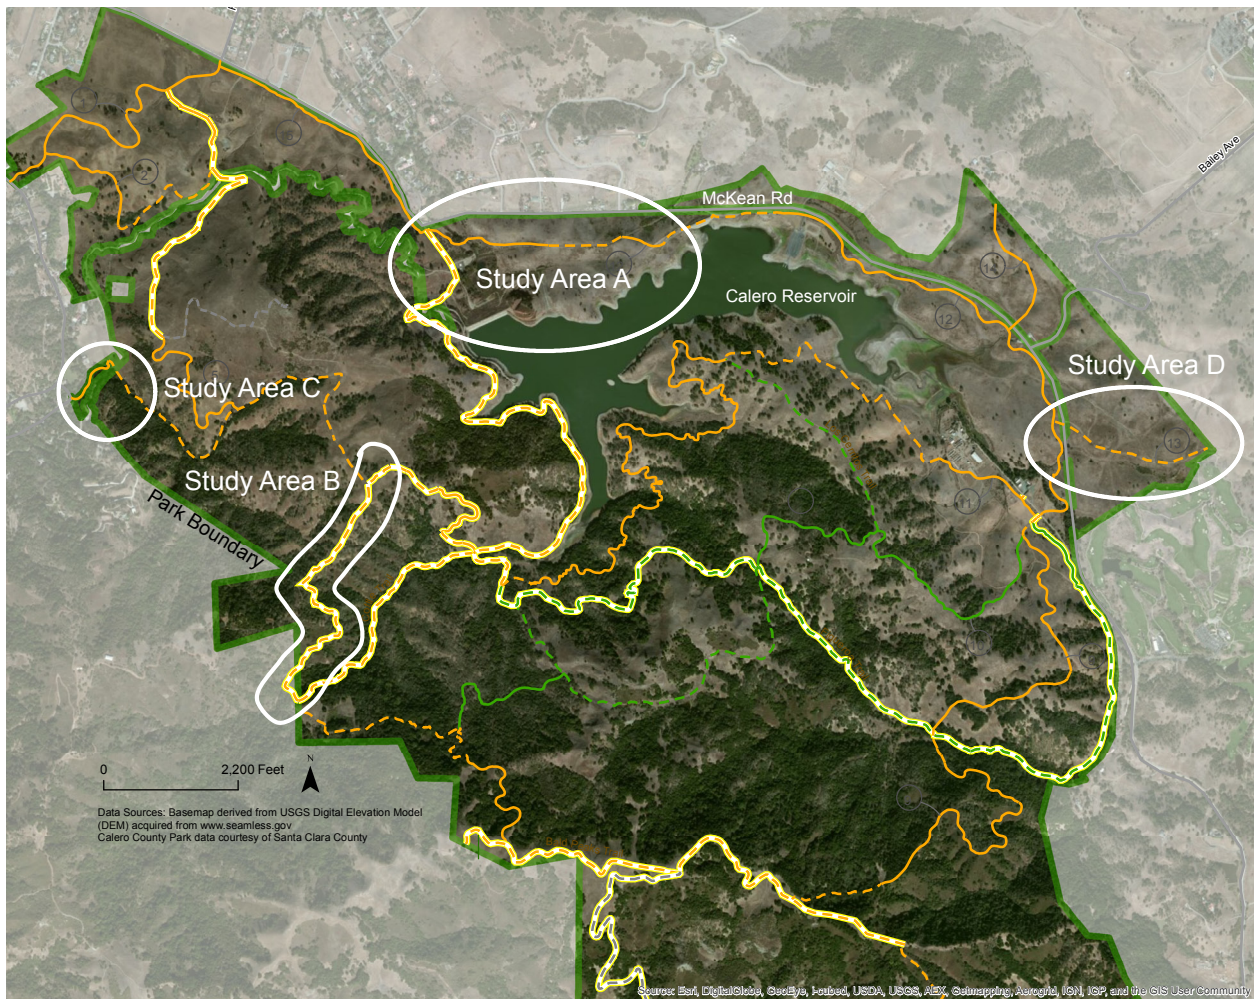 Bailey Ave
McKean Rd
Study Area A
Calero Reservoir
12
Study Area D
Study Area C
13
Study Area B
11
Park Boundary
N
0 2,200 Feet
Data Sources: Basemap derived from USGS Digital Elevation Model
(DEM) acquired from www.seamless.gov
Calero County Park data courtesy of Santa Clara County
Source: Esri, DigitalGlobe, GeoEye, i-cubed, USDA, USGS, AEX, Getmapping, Aerogrid, IGN, IGP, and the GIS User Community